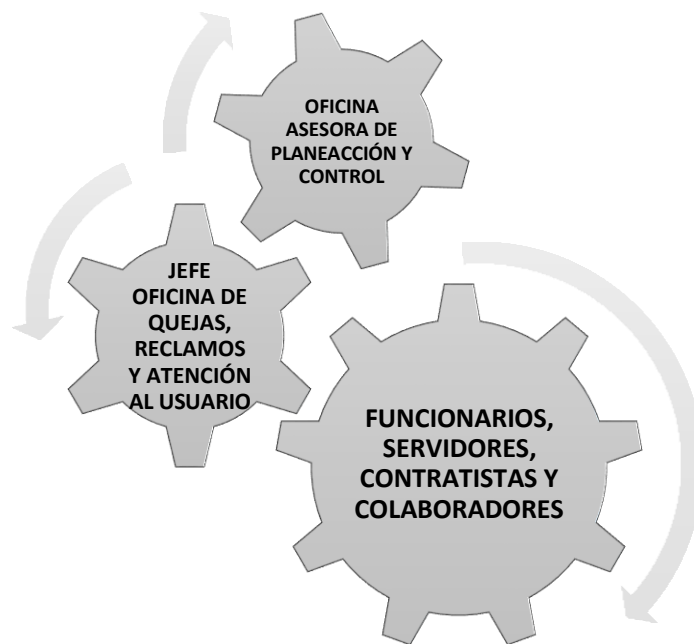 OFICINA
ASESORA DE
PLANEACCIÓN Y
CONTROL
JEFE
OFICINA DE
QUEJAS,
RECLAMOS
Y ATENCIÓN
AL USUARIO
FUNCIONARIOS,
SERVIDORES,
CONTRATISTAS Y
COLABORADORES